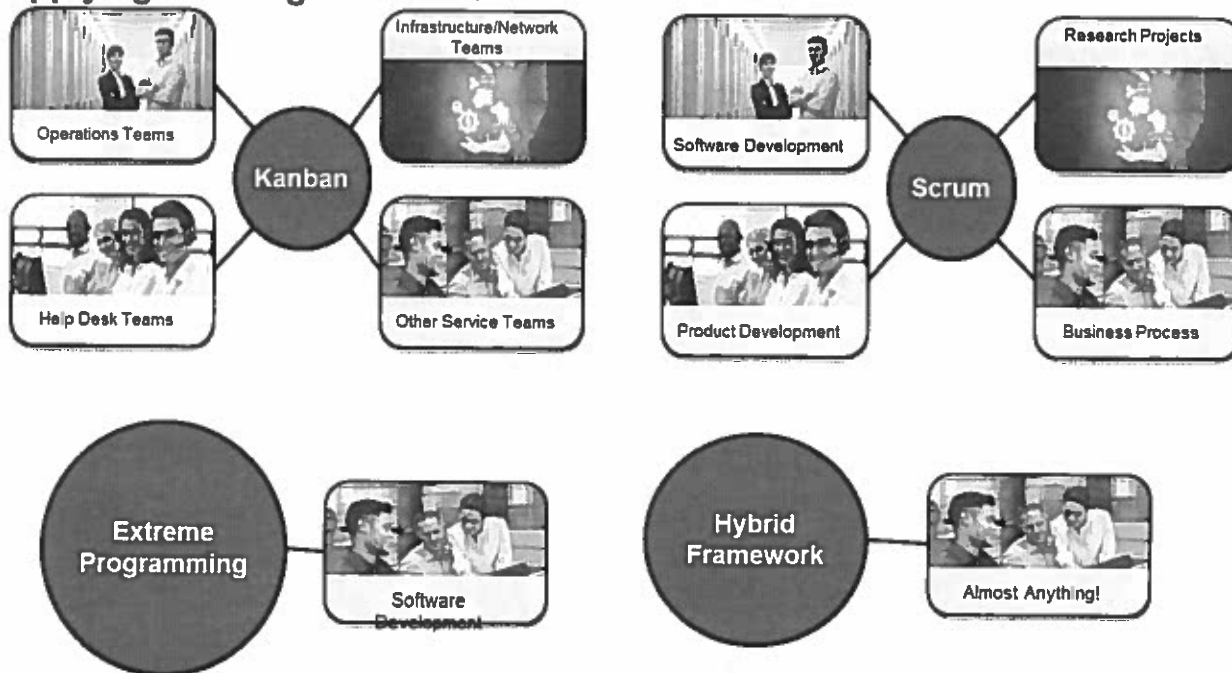 Infrastructure/Network
Teams
Operations Teams
Kanban
Help Desk Teams
Other Service Teams
Research Projects
Software Development
Scrum
Product Development
Business Process
Extreme
Programming
Software
Development
Hybrid
Framework
Almost Anything!